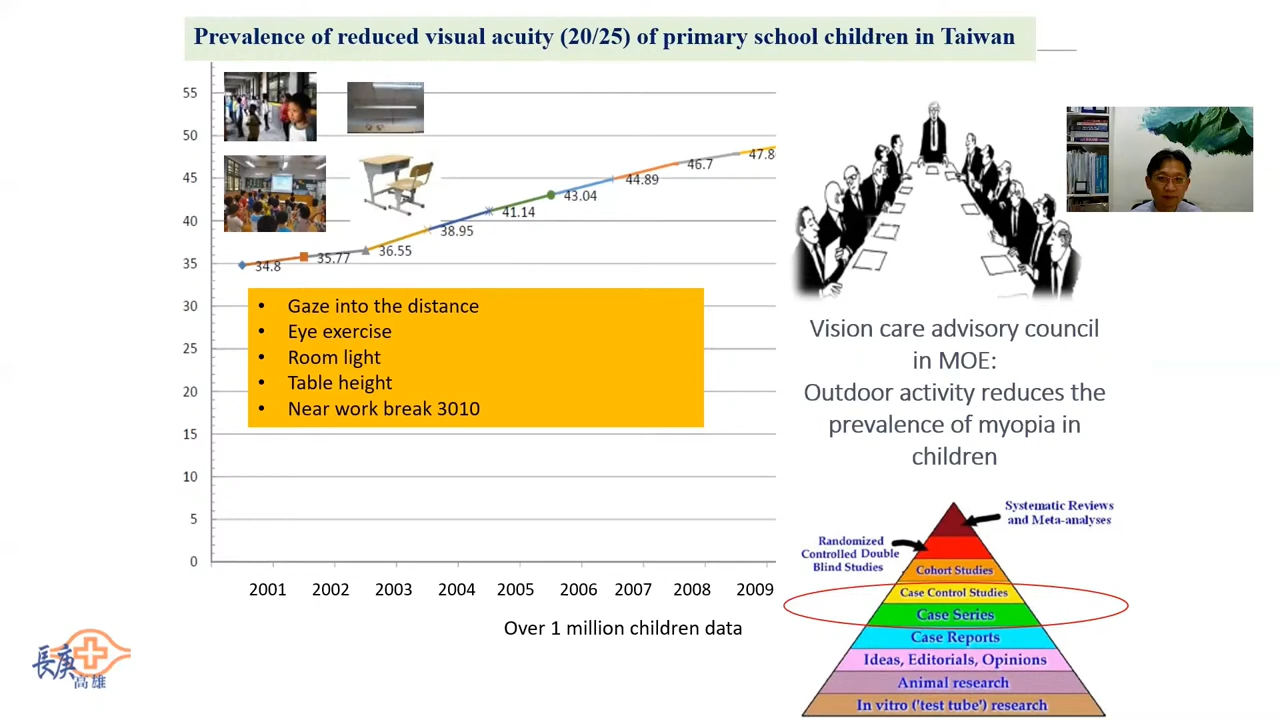 Prevalence of reduced visual acuity (20/25) of primary school children in Taiwan
55
50
45
40
35
30
25
20
15
10
5
0
34.8
35.77
36.55
38.95
41.14
43.04
44.89
46.7
47.8
• Gaze into the distance
• Eye exercise
• Room light
• Table height
• Near work break 3010
2001 2002 2003 2004 2005 2006 2007 2008 2009
Over 1 million children data
Vision care advisory council
in MOE:
Outdoor activity reduces the
prevalence of myopia in
children
Systematic Reviews
and Meta-analyses
Randomized
Controlled Double
Blind Studies
Cohort Studies
Case Control Studies
Case Series
Case Reports
Ideas, Editorials, Opinions
Animal research
In vitro ('test tube') research
長庚
高雄